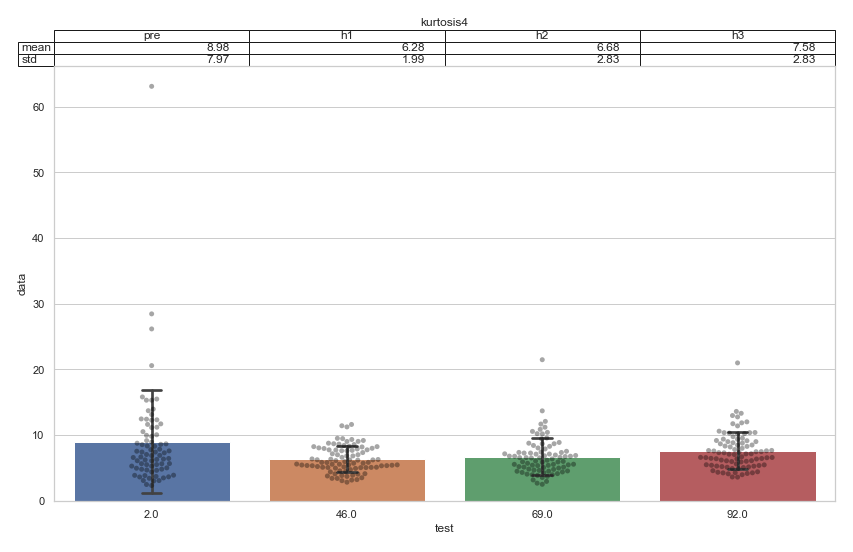 kurtosis4
pre h1 h2 h3
mean 8.98 6.28 6.68 7.58
std 7.97 1.99 2.83 2.83
60
50
40
30
20
10
0
data
2.0 46.0 69.0 92.0
test